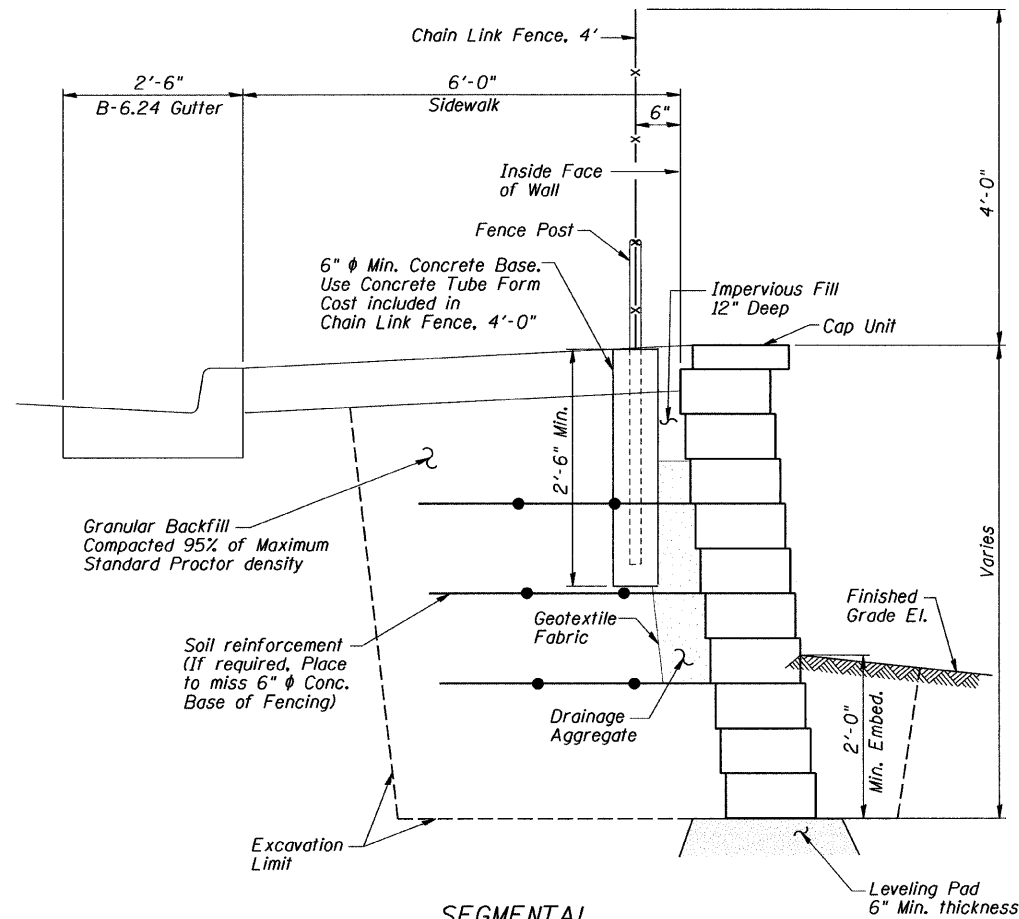 Chain Link Fence, 4'
2'-6"
B-6.24 Gutter
6'-0"
Sidewalk
6"
4'-0"
Inside Face
of Wall
Fence Post
6" ϕ Min. Concrete Base.
Use Concrete Tube Form
Cost included in
Chain Link Fence, 4'-0"
Impervious Fill
12" Deep
Cap Unit
2'-6" Min.
Granular Backfill
Compacted 95% of Maximum
Standard Proctor density
Varies
Finished
Grade El.
Soil reinforcement
(If required, Place
to miss 6" ϕ Conc.
Base of Fencing)
Geotextile
Fabric
Drainage
Aggregate
2'-0"
Min. Embed.
Excavation
Limit
Leveling Pad
6" Min. thickness
SEGMENTAL